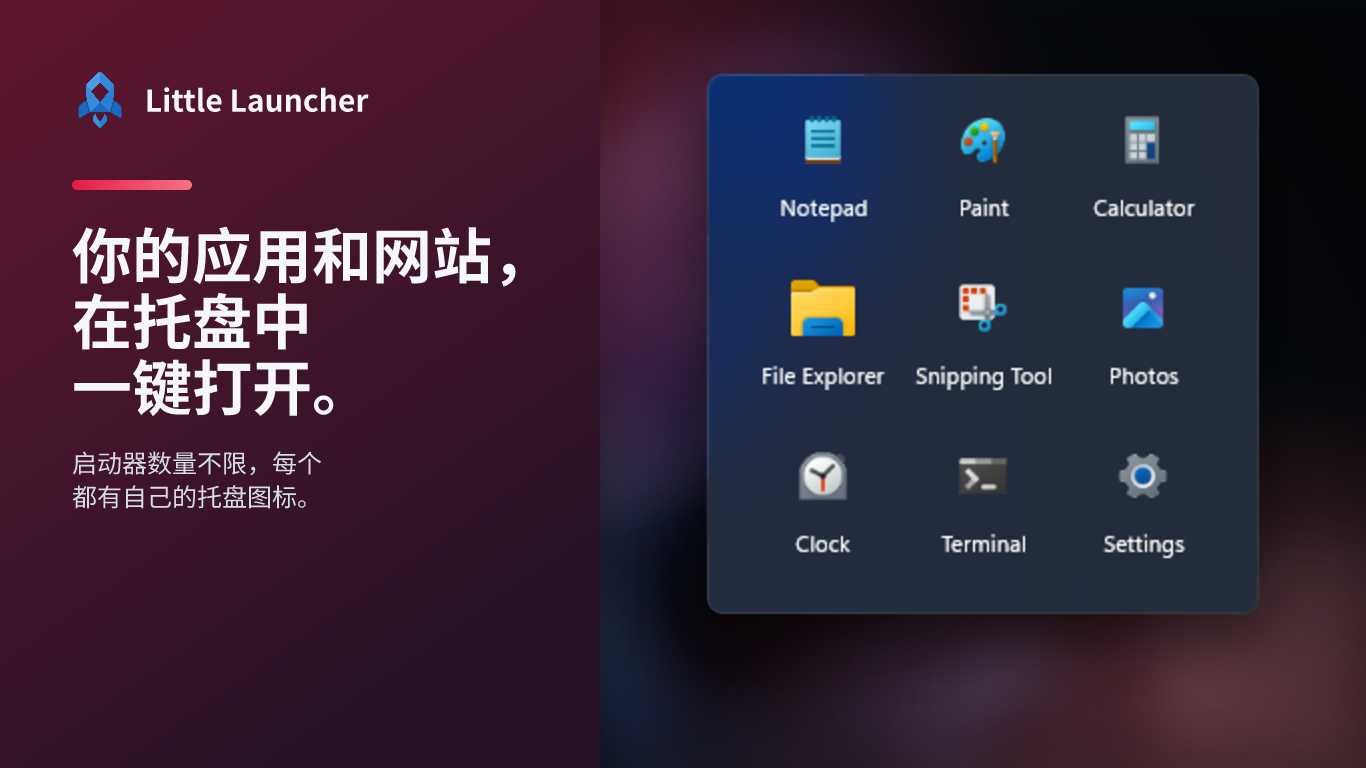 Little Launcher
你的应用和网站，
在托盘中
一键打开。
启动器数量不限，每个
都有自己的托盘图标。
Notepad
Paint
Calculator
File Explorer
Snipping Tool
Photos
Clock
Terminal
Settings